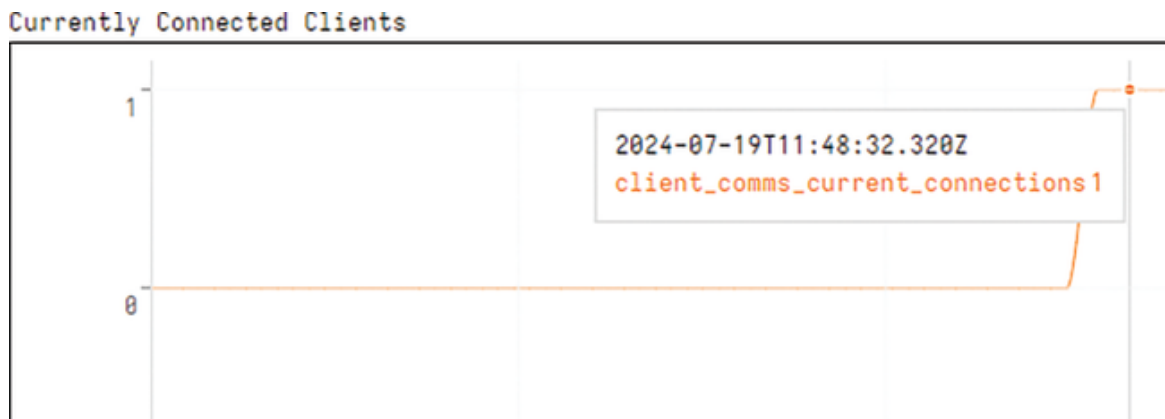 Currently Connected Clients
1
2024-07-19T11:48:32.320Z
client_comms_current_connections 1
0